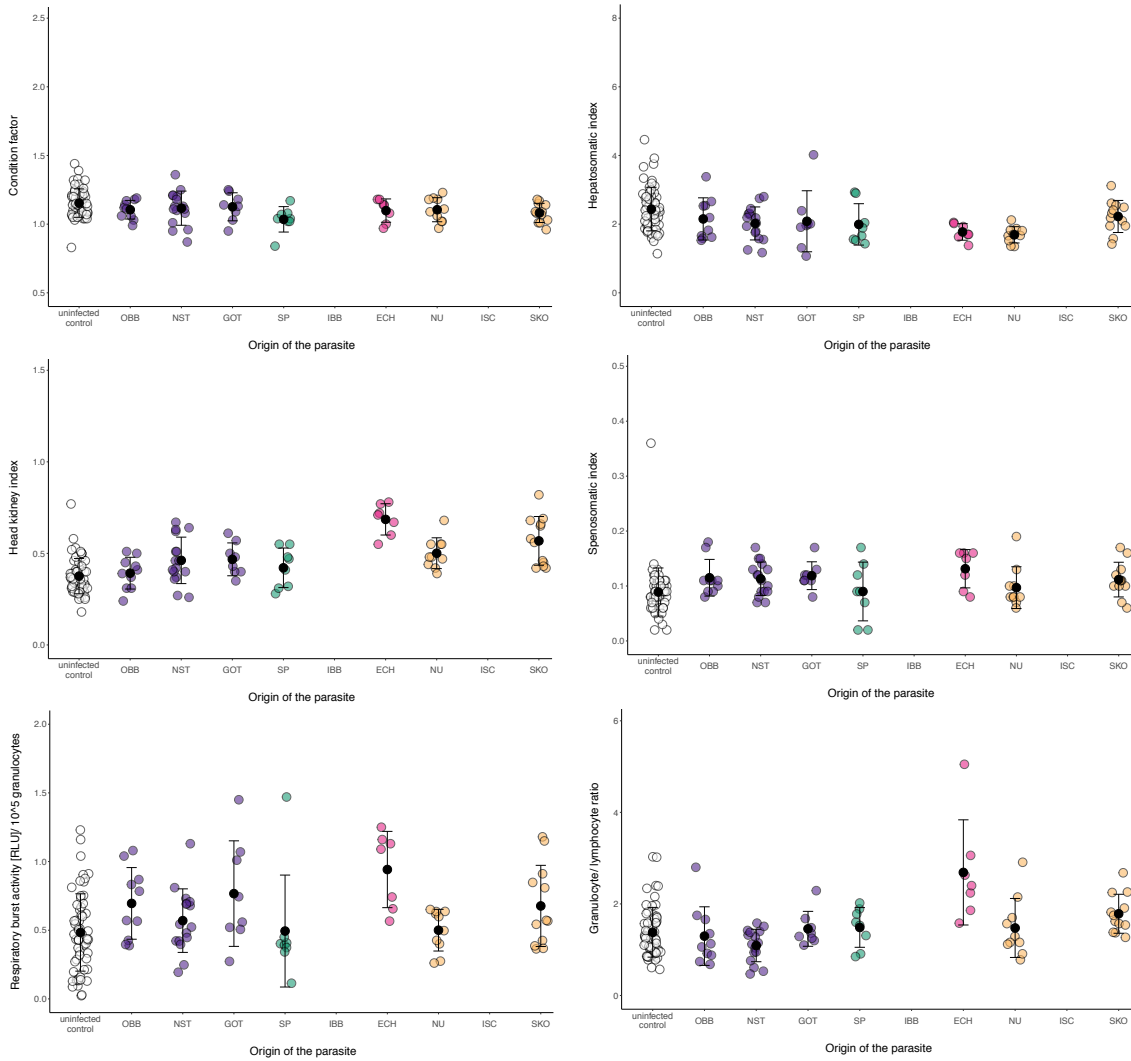 Condition factor
2.5
2.0
1.5
1.0
0.5
uninfected
control
OBB
NST
GOT
SP
IBB
ECH
NU
ISC
SKO
Origin of the parasite
Hepatosomatic index
8
6
4
2
0
uninfected
control
OBB
NST
GOT
SP
IBB
ECH
NU
ISC
SKO
Origin of the parasite
Head kidney index
1.5
1.0
0.5
0.0
uninfected
control
OBB
NST
GOT
SP
IBB
ECH
NU
ISC
SKO
Origin of the parasite
Spenosomatic index
0.5
0.4
0.3
0.2
0.1
0.0
uninfected
control
OBB
NST
GOT
SP
IBB
ECH
NU
ISC
SKO
Origin of the parasite
Respiratory burst activity [RLU]/ 10^5 granulocytes
2.0
1.5
1.0
0.5
0.0
uninfected
control
OBB
NST
GOT
SP
IBB
ECH
NU
ISC
SKO
Origin of the parasite
Granulocyte/ lymphocyte ratio
6
4
2
0
uninfected
control
OBB
NST
GOT
SP
IBB
ECH
NU
ISC
SKO
Origin of the parasite